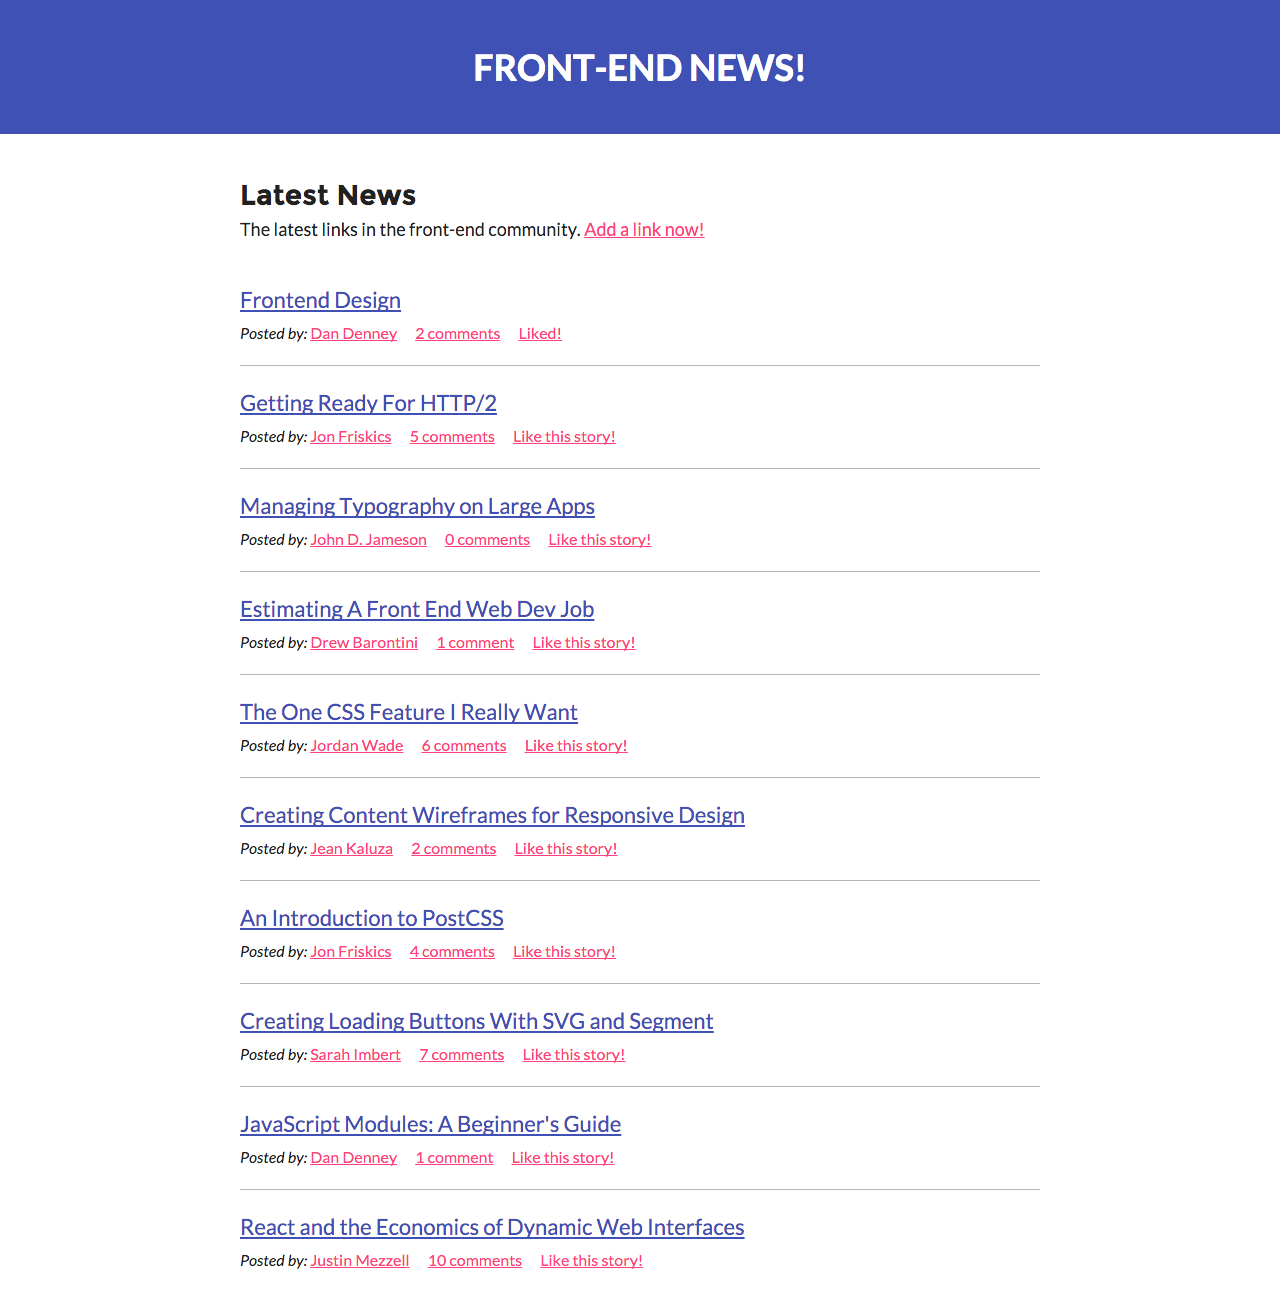 FRONT-END NEWS!
Latest News
The latest links in the front-end community. Add a link now!
Frontend Design
Posted by: Dan Denney 2 comments Liked!
Getting Ready For HTTP/2
Posted by: Jon Friskics 5 comments Like this story!
Managing Typography on Large Apps
Posted by: John D. Jameson 0 comments Like this story!
Estimating A Front End Web Dev Job
Posted by: Drew Barontini 1 comment Like this story!
The One CSS Feature I Really Want
Posted by: Jordan Wade 6 comments Like this story!
Creating Content Wireframes for Responsive Design
Posted by: Jean Kaluza 2 comments Like this story!
An Introduction to PostCSS
Posted by: Jon Friskics 4 comments Like this story!
Creating Loading Buttons With SVG and Segment
Posted by: Sarah Imbert 7 comments Like this story!
JavaScript Modules: A Beginner's Guide
Posted by: Dan Denney 1 comment Like this story!
React and the Economics of Dynamic Web Interfaces
Posted by: Justin Mezzell 10 comments Like this story!